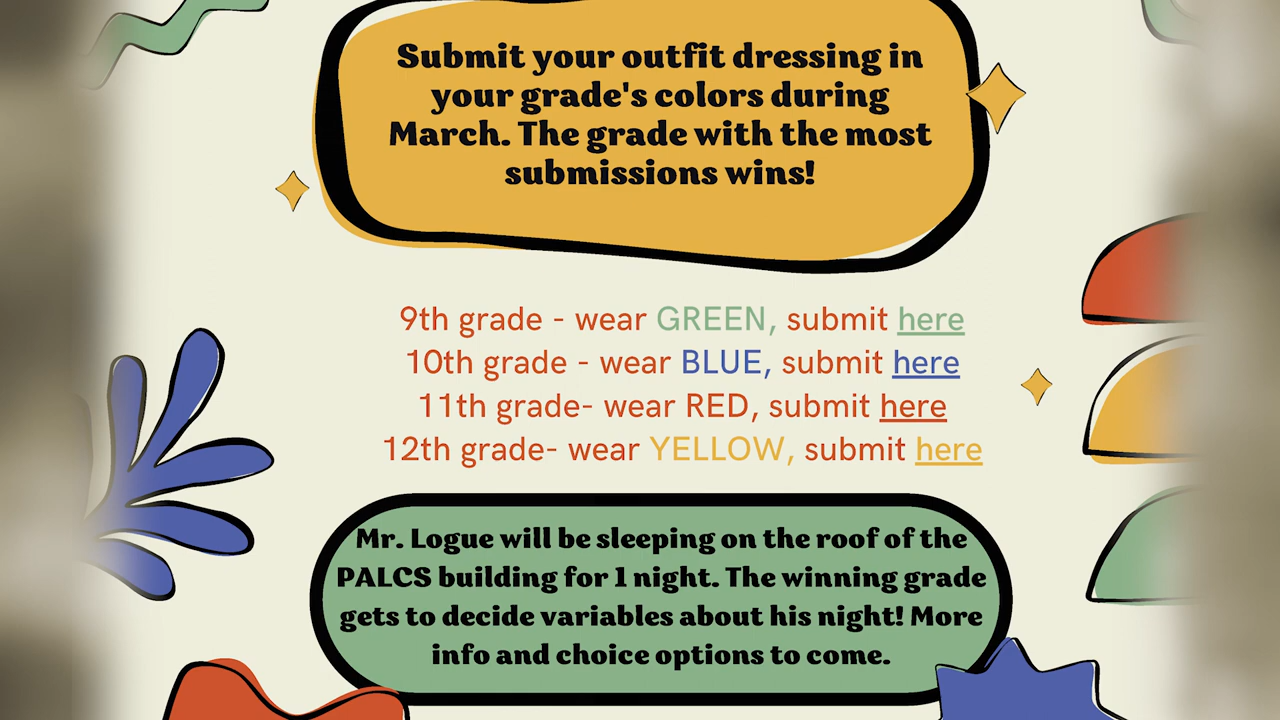 Submit your outfit dressing in
your grade's colors during
March. The grade with the most
submissions wins!
9th grade - wear GREEN, submit here
10th grade - wear BLUE, submit here
11th grade- wear RED, submit here
12th grade- wear YELLOW, submit here
Mr. Logue will be sleeping on the roof of the
PALCS building for 1 night. The winning grade
gets to decide variables about his night! More
info and choice options to come.